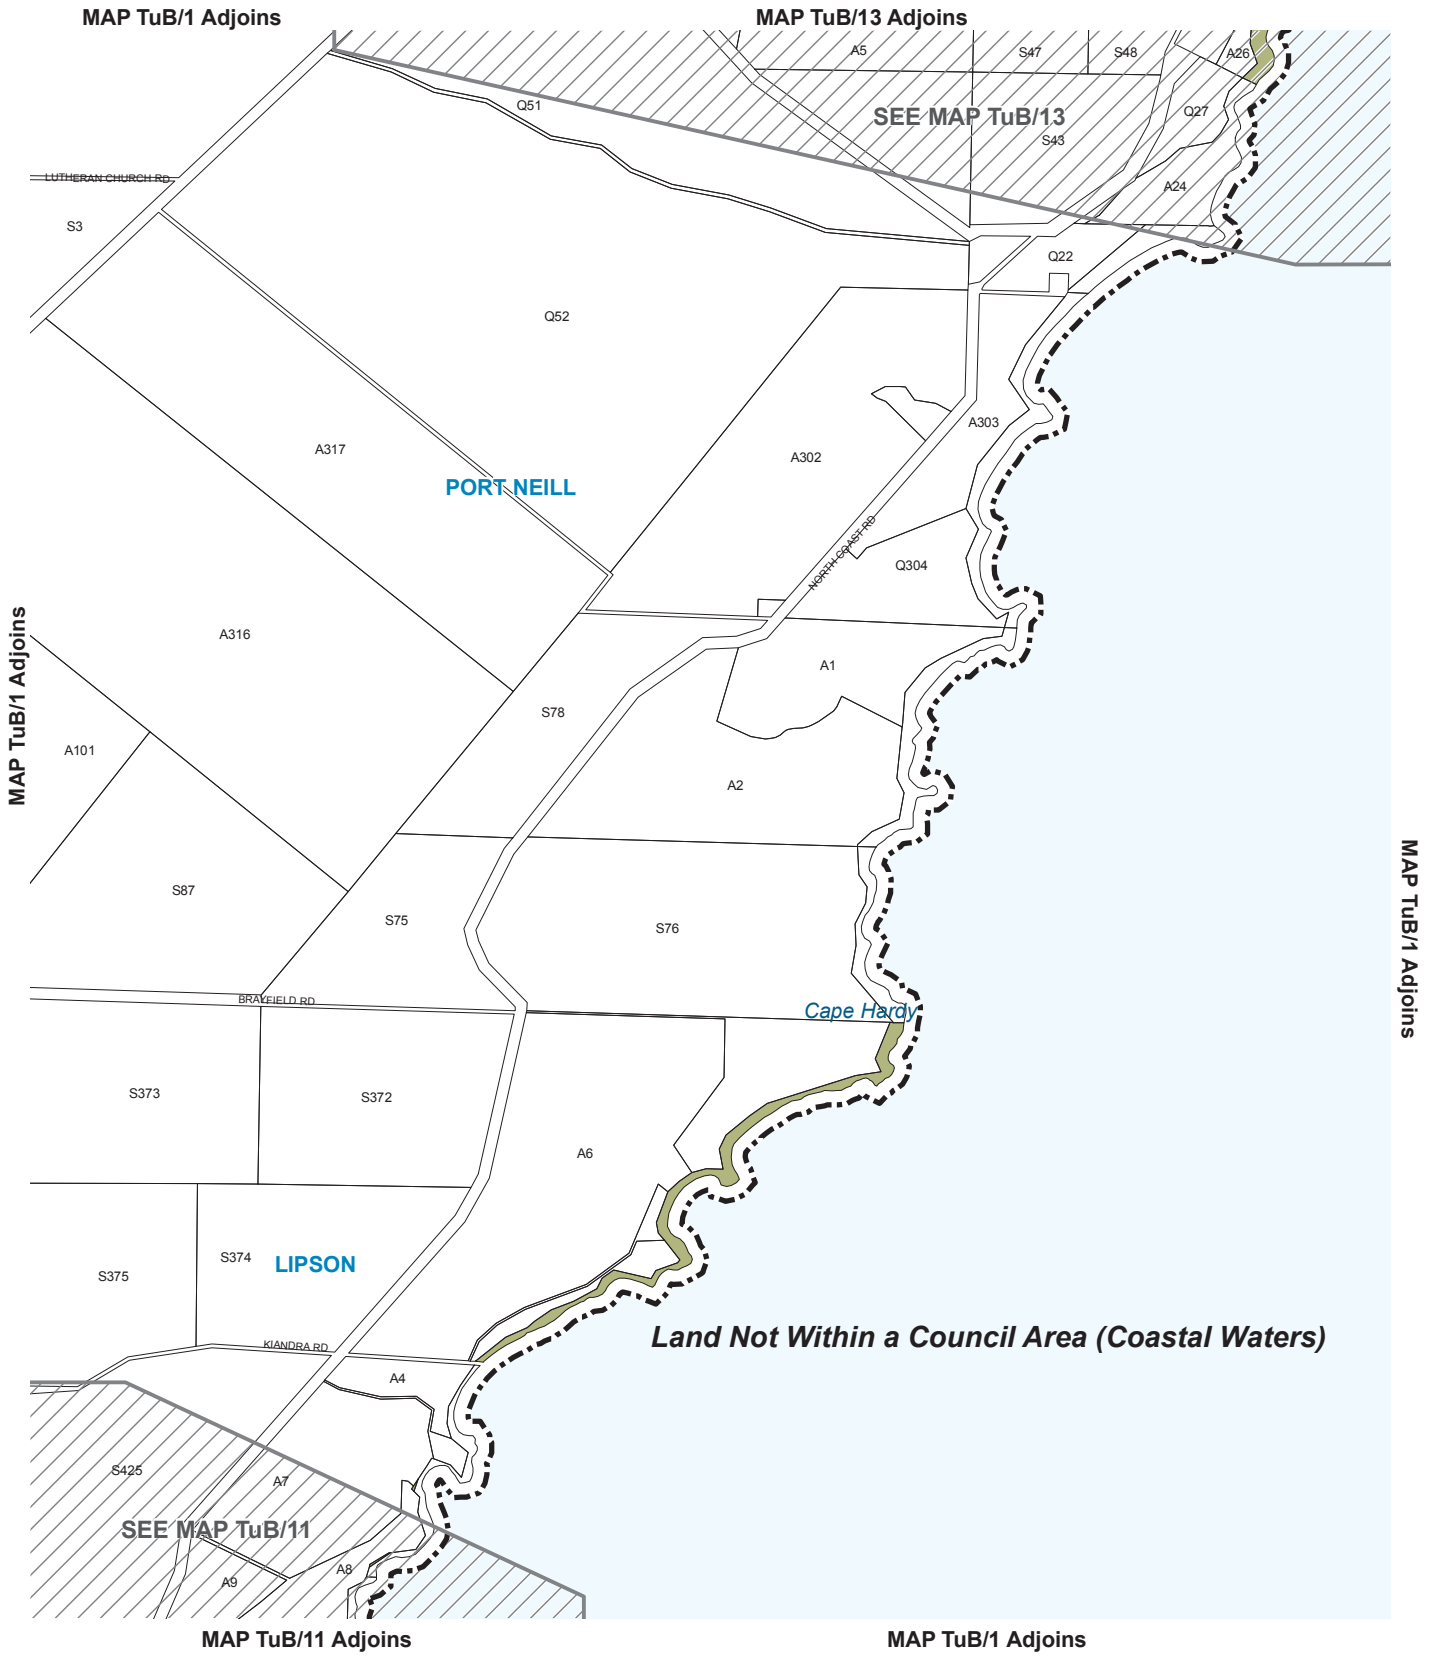 MAP TuB/1 Adjoins
MAP TuB/13 Adjoins
A5
S47
S48
A26
Q51
SEE MAP TuB/13
Q27
S43
LUTHERAN CHURCH RD
A24
S3
Q22
Q52
A303
A317
A302
PORT NEILL
NORTH COAST RD
Q304
A316
MAP TuB/1 Adjoins
A1
S78
A101
A2
S87
S75
S76
MAP TuB/1 Adjoins
BRAYFIELD RD
Cape Hardy
S373
S372
A6
S374
LIPSON
S375
Land Not Within a Council Area (Coastal Waters)
KIANDRA RD
A4
S425
A7
SEE MAP TuB/11
A8
A9
MAP TuB/11 Adjoins
MAP TuB/1 Adjoins